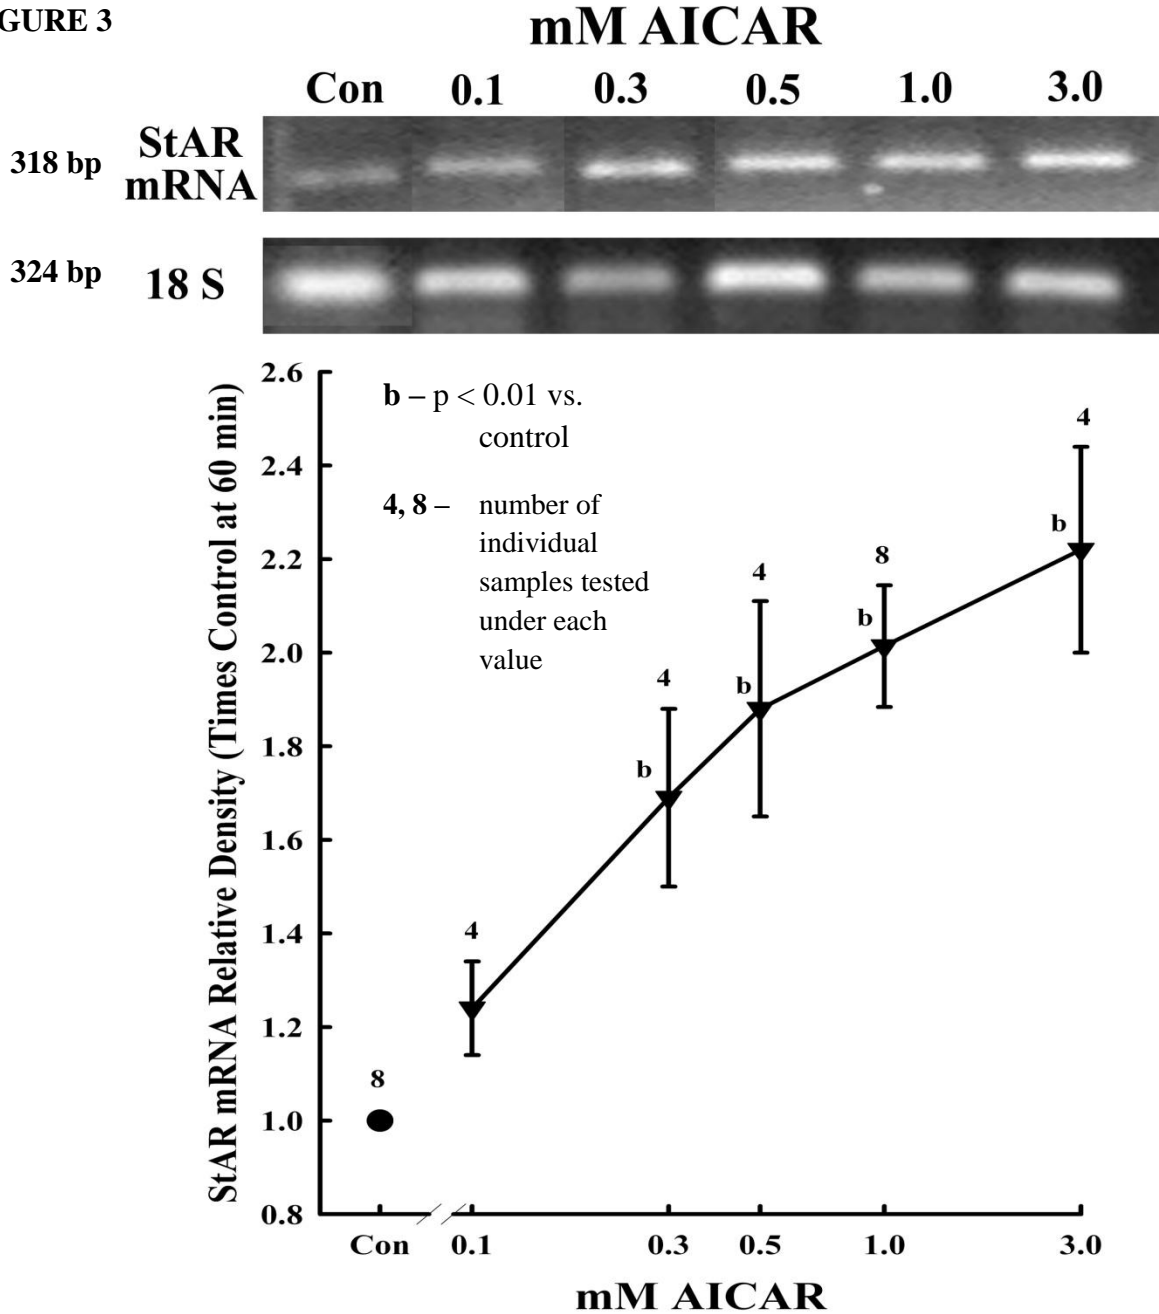 GURE 3
mM AICAR
Con 0.1 0.3 0.5 1.0 3.0
318 bp StAR
mRNA
324 bp 18 S
StAR mRNA Relative Density (Times Control at 60 min)
2.6
2.4
2.2
2.0
1.8
1.6
1.4
1.2
1.0
0.8
b – p < 0.01 vs.
control
4, 8 – number of
individual
samples tested
under each
value
8
4
4
b
4
b
8
b
4
b
Con 0.1 0.3 0.5 1.0 3.0
mM AICAR